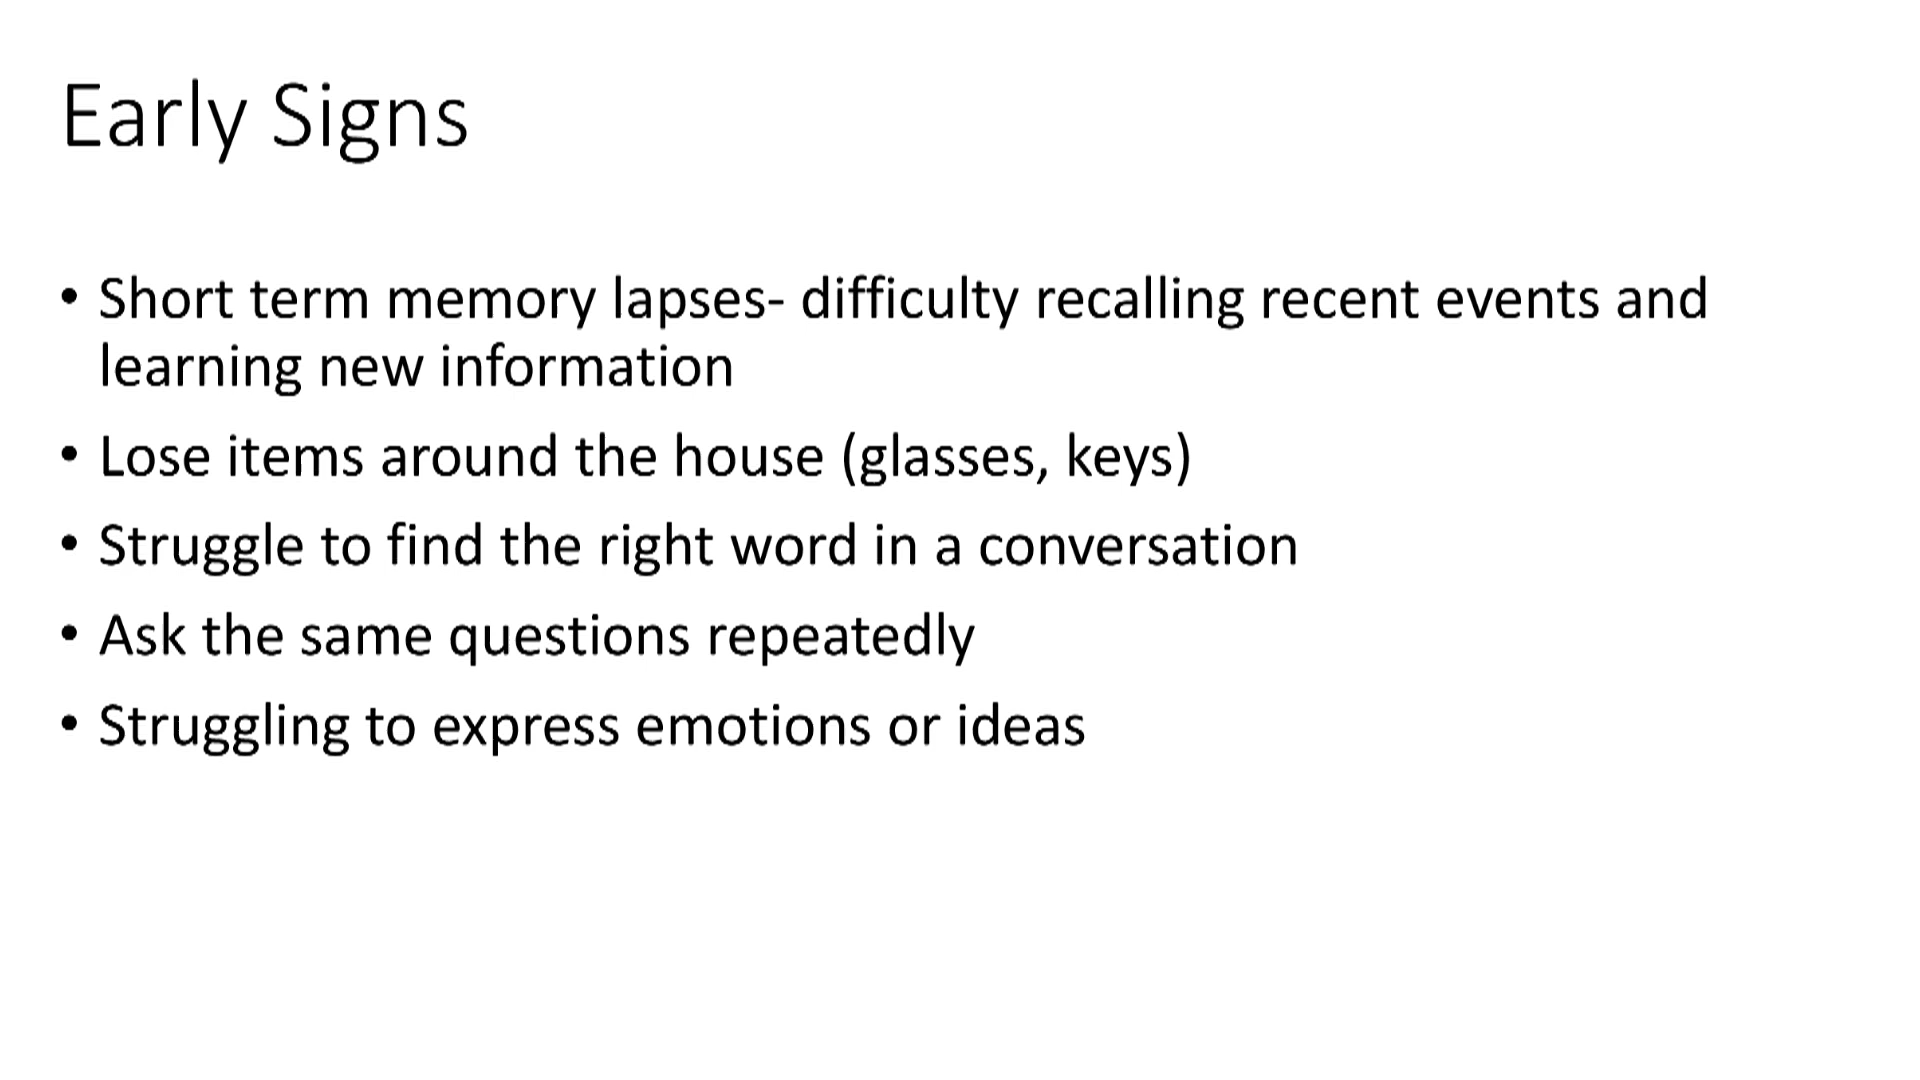 Early Signs
• Short term memory lapses- difficulty recalling recent events and
learning new information
• Lose items around the house (glasses, keys)
• Struggle to find the right word in a conversation
• Ask the same questions repeatedly
• Struggling to express emotions or ideas